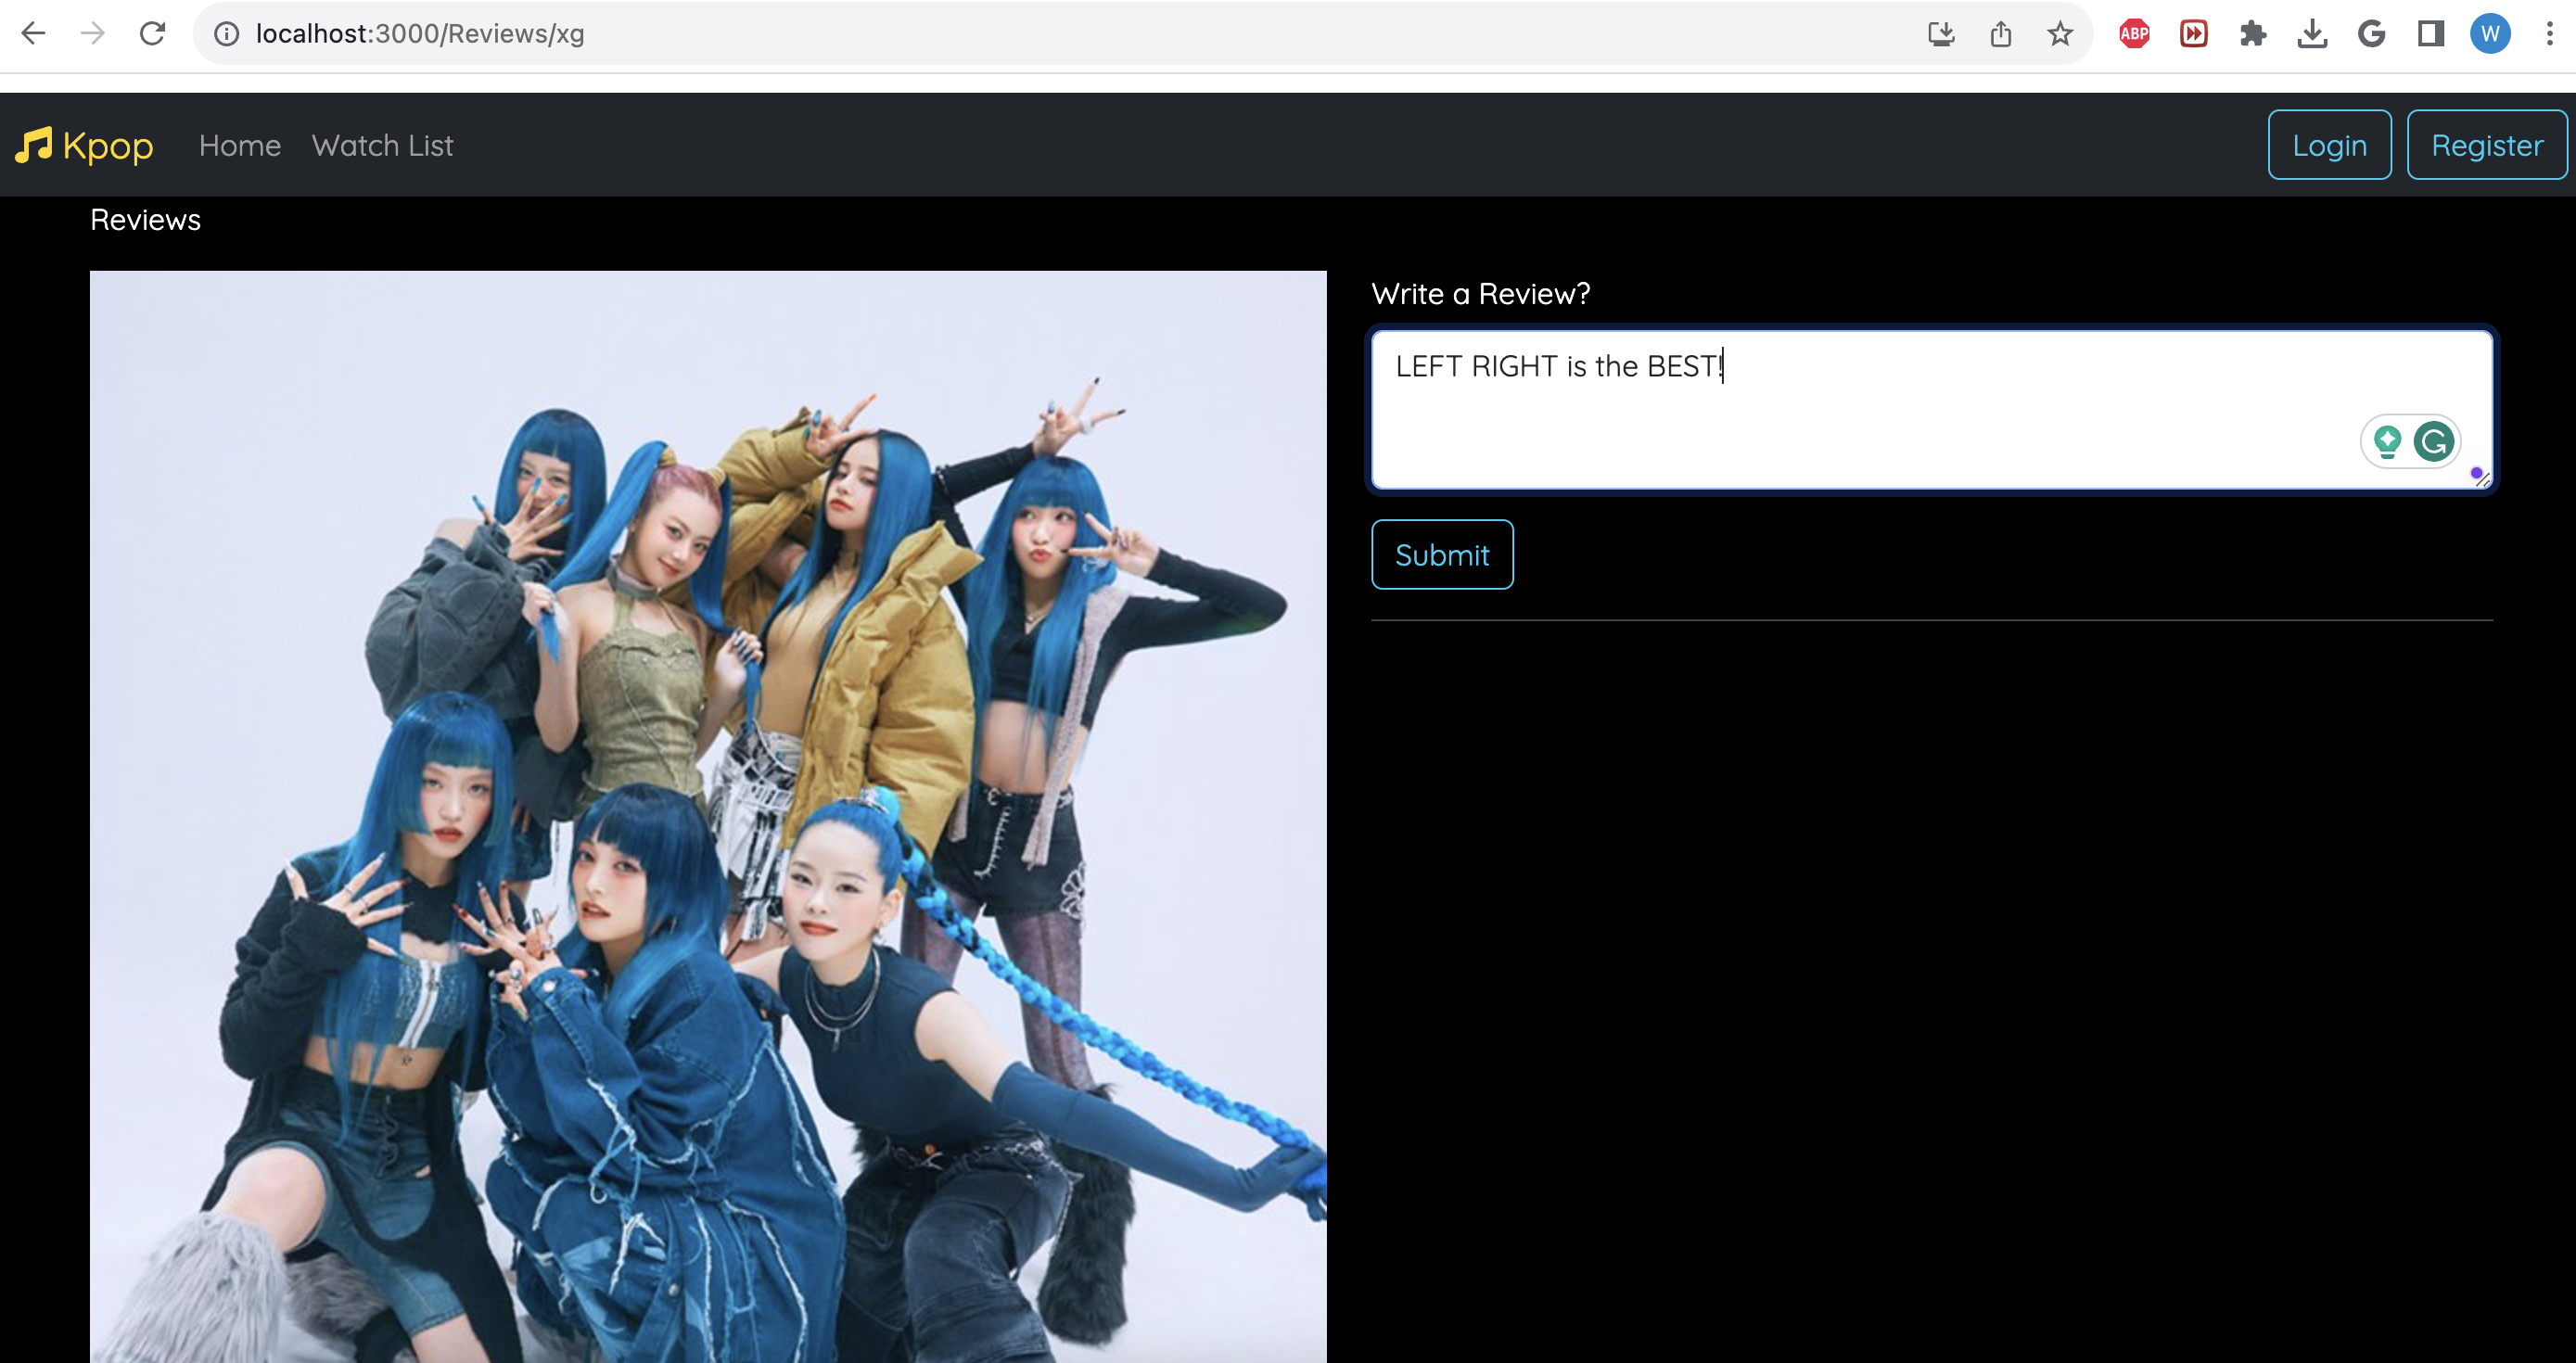 localhost:3000/Reviews/xg
ABP
W
Kpop
Home
Watch List
Login
Register
Reviews
Write a Review?
LEFT RIGHT is the BEST!
Submit